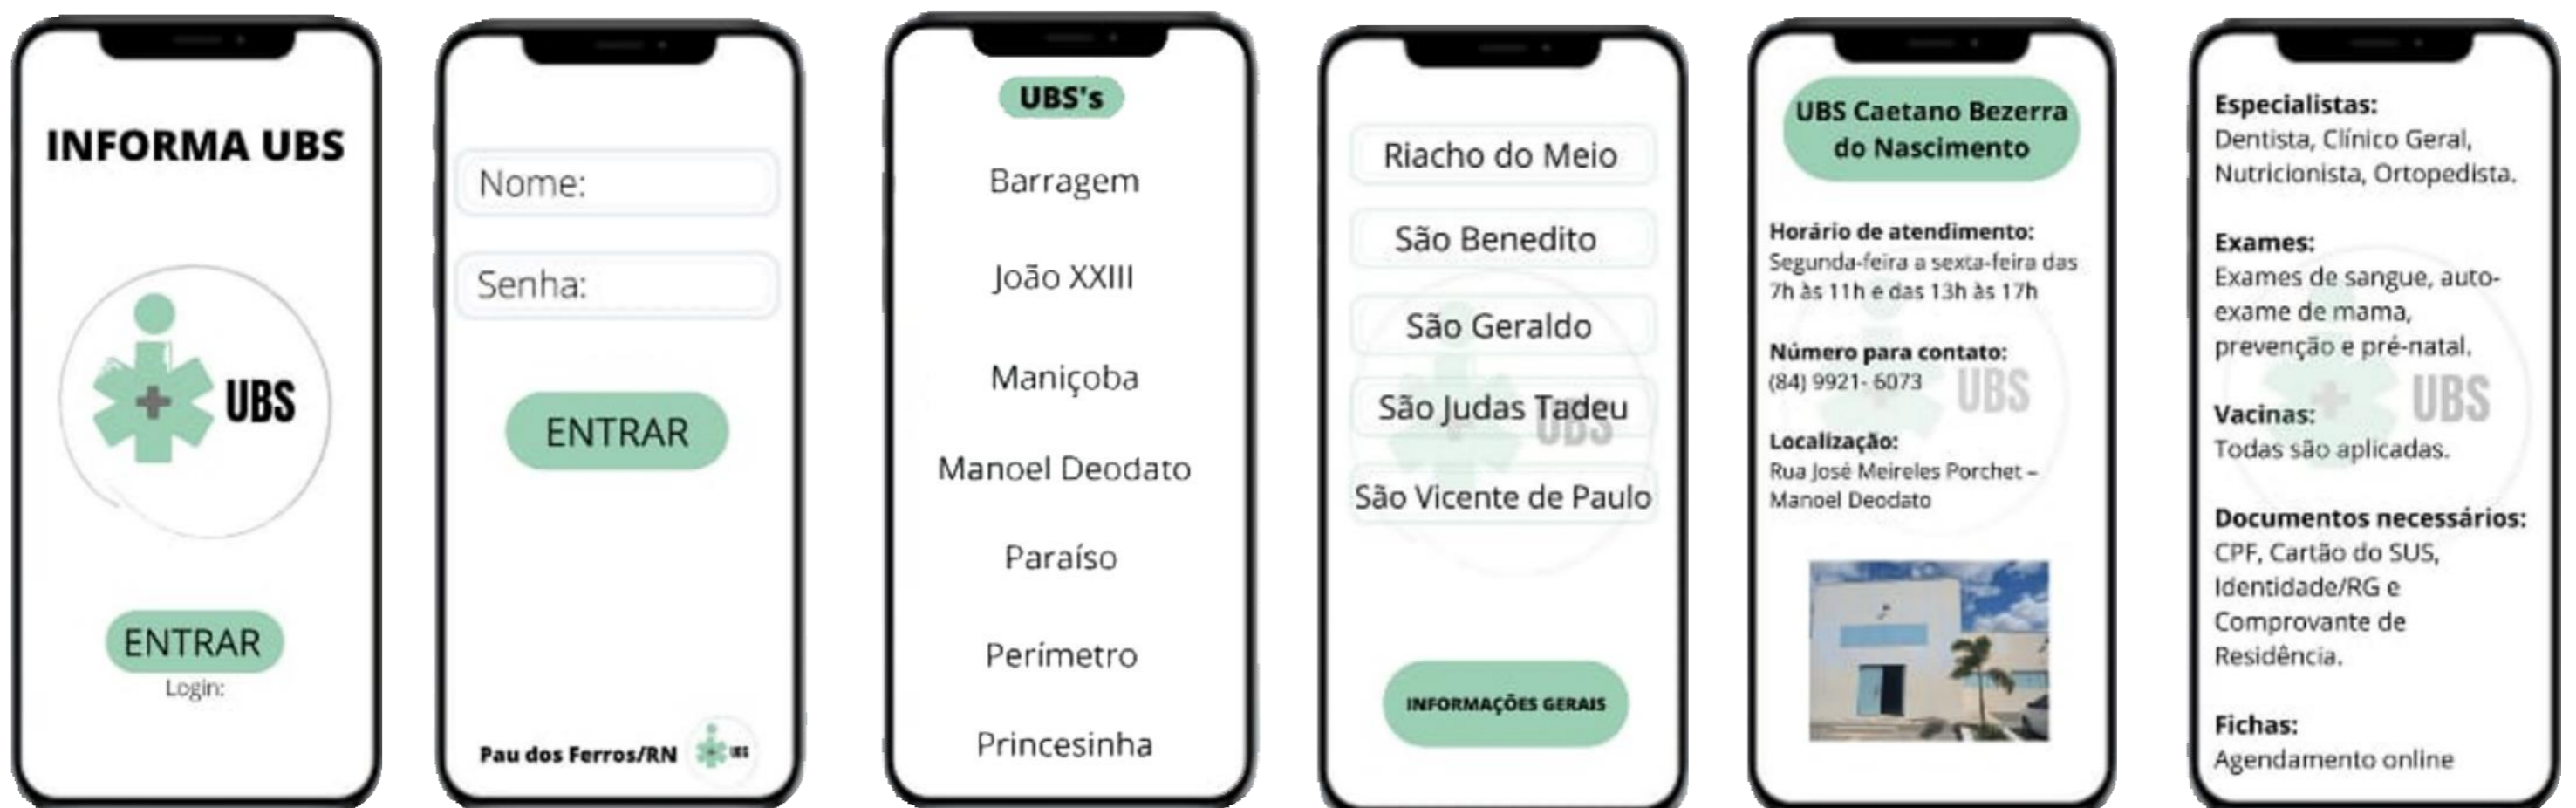 INFORMA UBS
UBS
ENTRAR
Login:
Nome:
Senha:
ENTRAR
Pau dos Ferros/RN
UBS
UBS's
Barragem
João XXIII
Maniçoba
Manoel Deodato
Paraíso
Perímetro
Princesinha
Riacho do Meio
São Benedito
São Geraldo
São Judas Tadeu
UBS
São Vicente de Paulo
INFORMAÇÕES GERAIS
UBS Caetano Bezerra
do Nascimento
Horário de atendimento:
Segunda-feira a sexta-feira das
7h às 11h e das 13h às 17h
Número para contato:
(84) 9921- 6073
UBS
Localização:
Rua José Meireles Porchet –
Manoel Deodato
Especialistas:
Dentista, Clínico Geral,
Nutricionista, Ortopedista.
Exames:
Exames de sangue, auto-
exame de mama,
prevenção e pré-natal.
UBS
Vacinas:
Todas são aplicadas.
Documentos necessários:
CPF, Cartão do SUS,
Identidade/RG e
Comprovante de
Residência.
Fichas:
Agendamento online